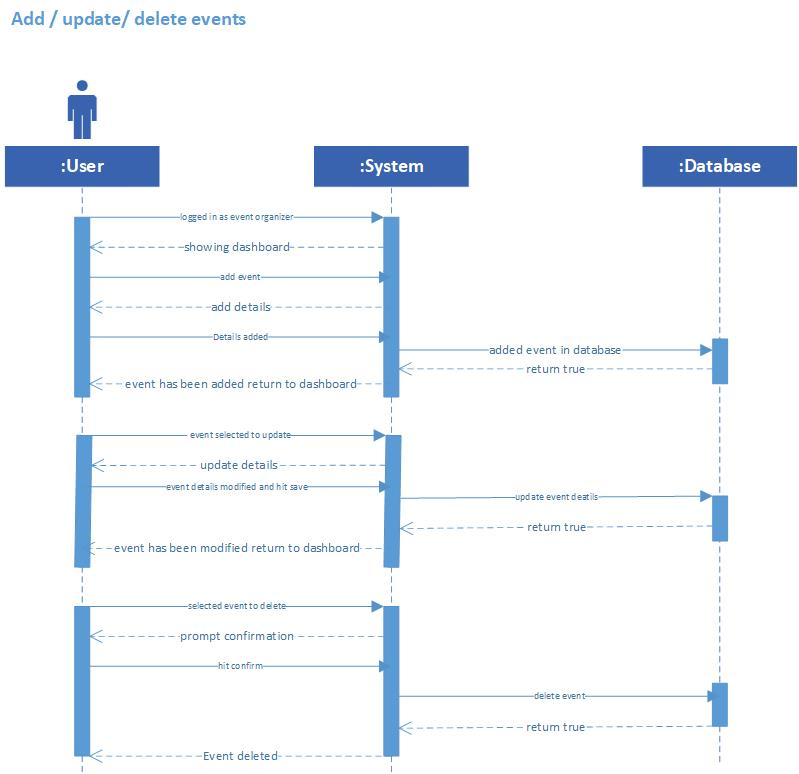 Add / update/ delete events
:User
:System
:Database
logged in as event organizer
showing dashboard
add event
add details
Details added
added event in database
return true
event has been added return to dashboard
event selected to update
update details
event details modified and hit save
update event deatils
return true
event has been modified return to dashboard
selected event to delete
prompt confirmation
hit confirm
delete event
return true
Event deleted